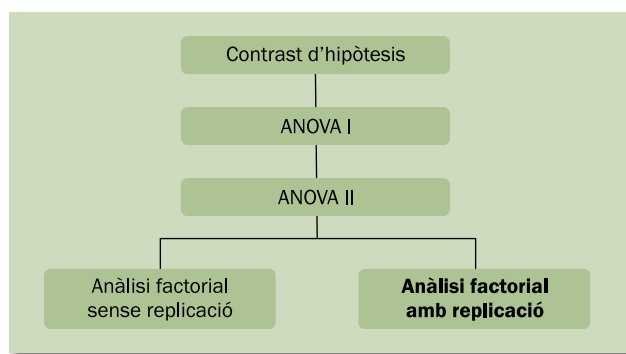 Contrast d’hipòtesis
ANOVA I
ANOVA II
Anàlisi factorial
sense replicació
Anàlisi factorial
amb replicació